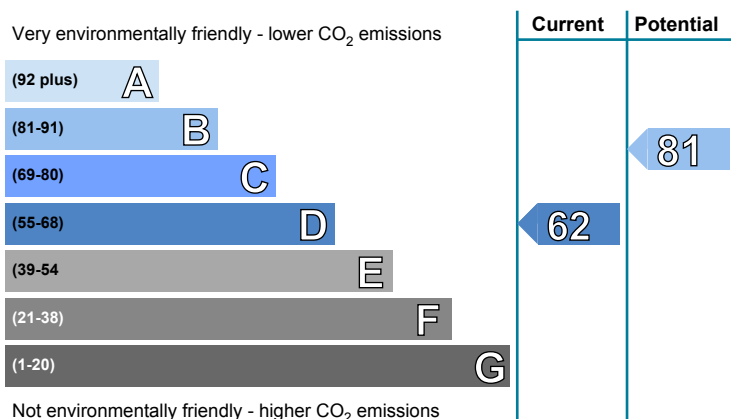 Very environmentally friendly - lower CO2 emissions
Current Potential
(92 plus) A
(81-91) B
81
(69-80) C
(55-68) D
62
(39-54 E
(21-38) F
(1-20) G
Not environmentally friendly - higher CO2 emissions